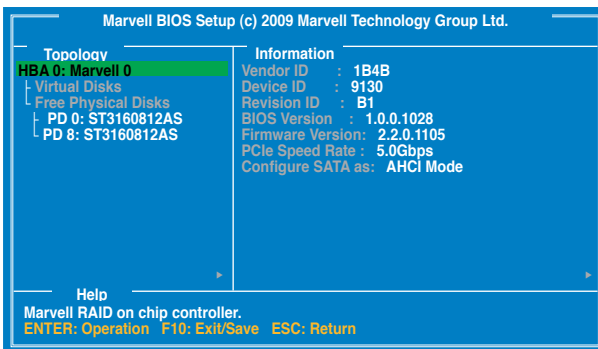 Marvell BIOS Setup (c) 2009 Marvell Technology Group Ltd.
Topology
HBA 0: Marvell 0
Virtual Disks
Free Physical Disks
PD 0: ST3160812AS
PD 8: ST3160812AS
Information
Vendor ID : 1B4B
Device ID : 9130
Revision ID : B1
BIOS Version : 1.0.0.1028
Firmware Version: 2.2.0.1105
PCIe Speed Rate : 5.0Gbps
Configure SATA as: AHCI Mode
Help
Marvell RAID on chip controller.
ENTER: Operation F10: Exit/Save ESC: Return